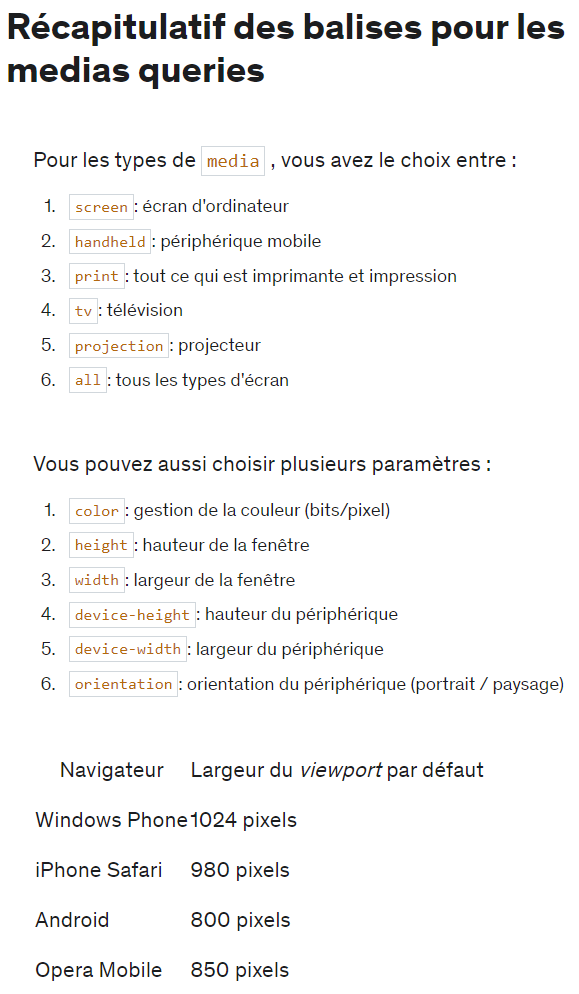 Récapitulatif des balises pour les
medias queries
Pour les types de media , vous avez le choix entre :
1. screen: écran d'ordinateur
2. handheld: périphérique mobile
3. print: tout ce qui est imprimante et impression
4. tv: télévision
5. projection: projecteur
6. all: tous les types d'écran
Vous pouvez aussi choisir plusieurs paramètres :
1. color: gestion de la couleur (bits/pixel)
2. height: hauteur de la fenêtre
3. width: largeur de la fenêtre
4. device-height: hauteur du périphérique
5. device-width: largeur du périphérique
6. orientation: orientation du périphérique (portrait / paysage)
Navigateur Largeur du viewport par défaut
Windows Phone 1024 pixels
iPhone Safari 980 pixels
Android 800 pixels
Opera Mobile 850 pixels